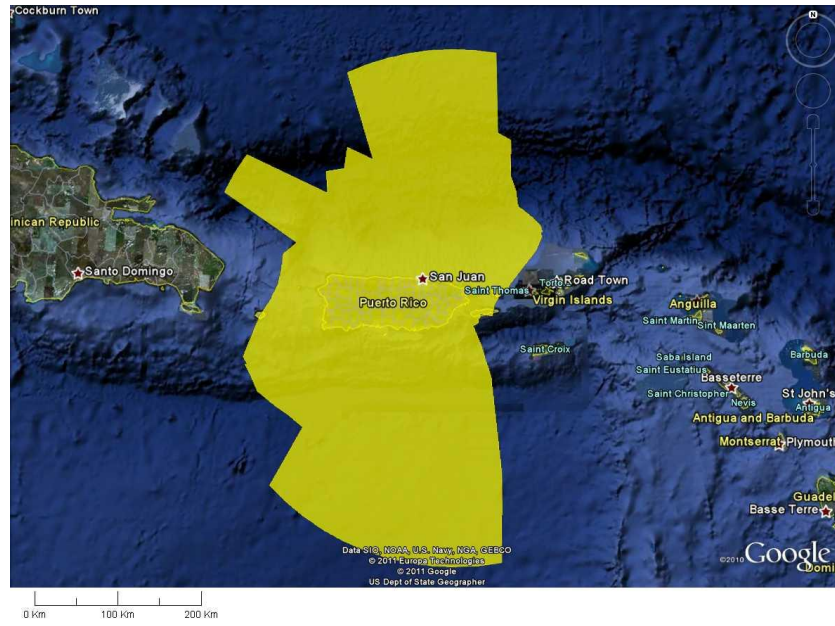 Cockburn Town
N
inican Republic
Santo Domingo
San Juan
Puerto Rico
Saint Thomas
Road Town
Virgin Islands
Anguilla
Saint Martin
Sint Maarten
Saint Croix
Saba Island
Saint Eustatius
Basseterre
Barbuda
Saint Christopher
Nevis
St John's
Antigua
Antigua and Barbuda
Montserrat
Plymouth
Guadel
Basse Terre
Data SIO, NOAA, U.S. Navy, NGA, GEBCO
© 2011 Europa Technologies
© 2011 Google
US Dept of State Geographer
©2010 Google
Domi
0 Km 100 Km 200 Km